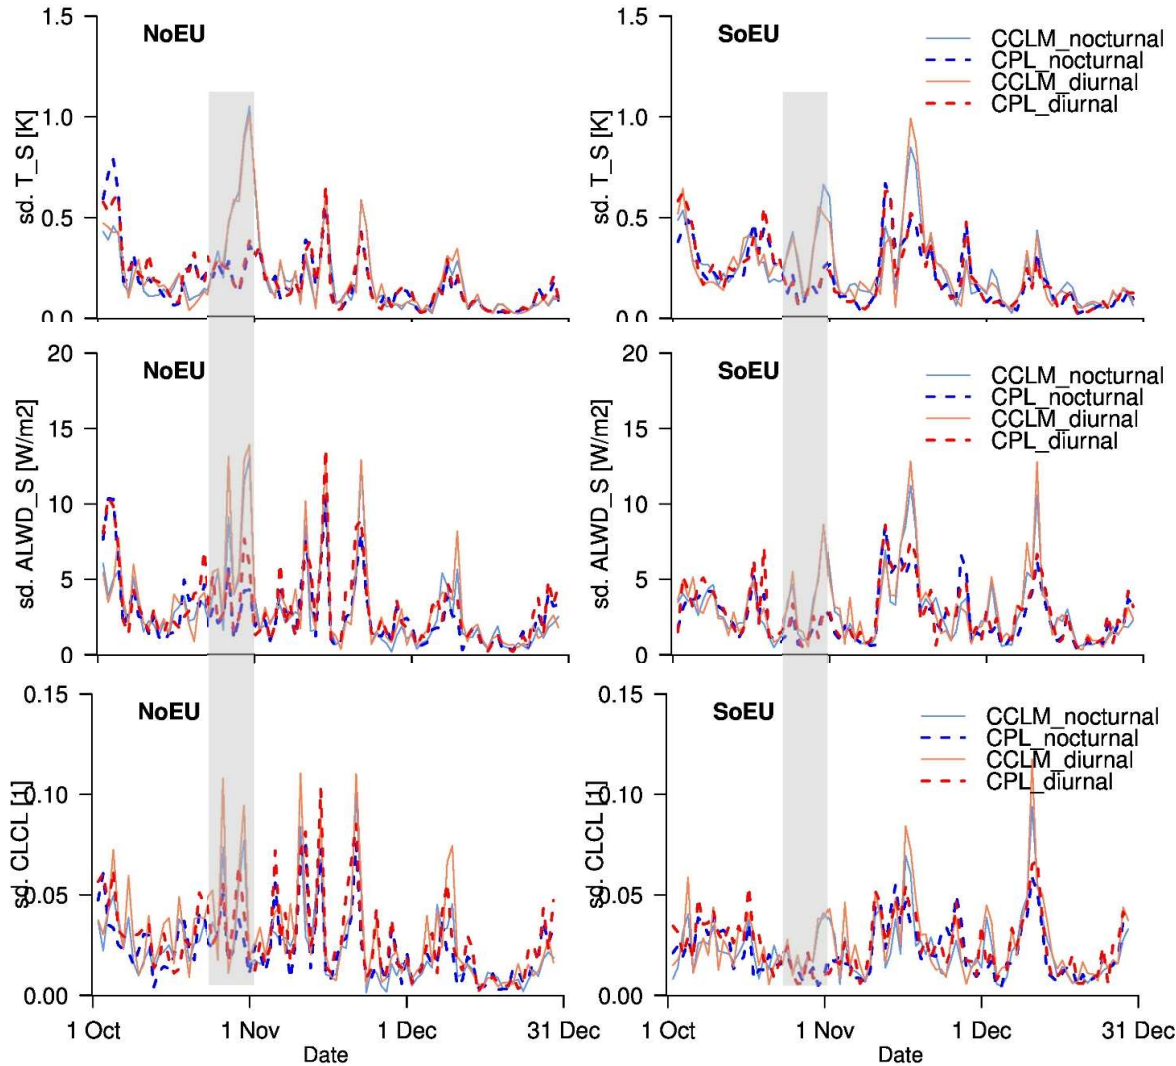 1.5
NoEU
1.0
0.5
0.0
sd. T_S [K]
SoEU
CCLM_nocturnal
CPL_nocturnal
CCLM_diurnal
CPL_diurnal
1.5
1.0
0.5
0.0
sd. T_S [K]
NoEU
20
15
10
5
0
sd. ALWD_S [W/m2]
SoEU
CCLM_nocturnal
CPL_nocturnal
CCLM_diurnal
CPL_diurnal
20
15
10
5
0
sd. ALWD_S [W/m2]
NoEU
0.15
0.10
0.05
0.00
sd. CLCL [1]
1 Oct
1 Nov
1 Dec
31 Dec
Date
SoEU
CCLM_nocturnal
CPL_nocturnal
CCLM_diurnal
CPL_diurnal
0.15
0.10
0.05
0.00
sd. CLCL [1]
1 Oct
1 Nov
1 Dec
31 Dec
Date